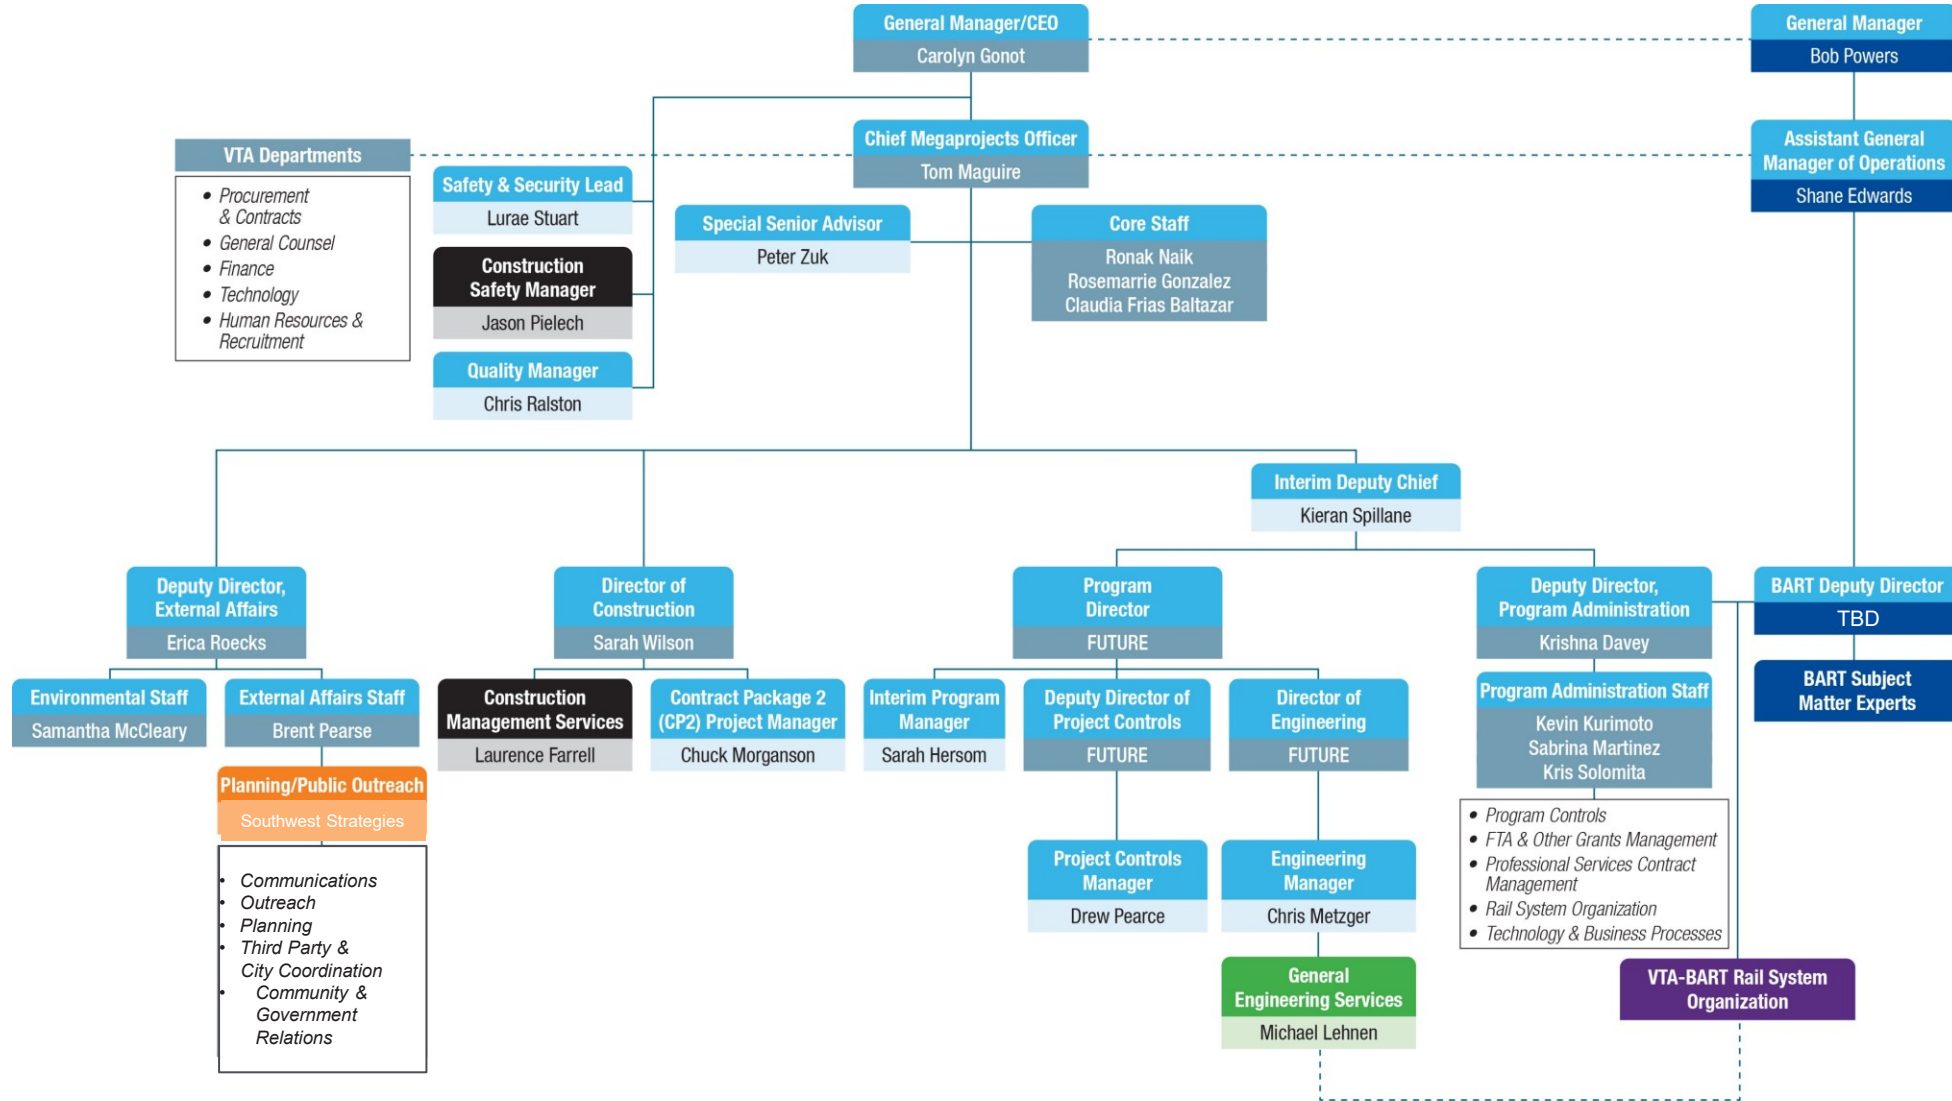 General Manager/CEO
Carolyn Gonot
General Manager
Bob Powers
VTA Departments
• Procurement
& Contracts
• General Counsel
• Finance
• Technology
• Human Resources &
Recruitment
Chief Megaprojects Officer
Tom Maguire
Assistant General
Manager of Operations
Shane Edwards
Safety & Security Lead
Lurae Stuart
Construction
Safety Manager
Jason Pielech
Quality Manager
Chris Ralston
Special Senior Advisor
Peter Zuk
Core Staff
Ronak Naik
Rosemarrie Gonzalez
Claudia Frias Baltazar
Interim Deputy Chief
Kieran Spillane
Deputy Director,
External Affairs
Erica Roecks
Director of
Construction
Sarah Wilson
Program
Director
FUTURE
Deputy Director,
Program Administration
Krishna Davey
BART Deputy Director
TBD
Environmental Staff
Samantha McCleary
External Affairs Staff
Brent Pearse
Construction
Management Services
Laurence Farrell
Contract Package 2
(CP2) Project Manager
Chuck Morganson
Interim Program
Manager
Sarah Hersom
Deputy Director of
Project Controls
FUTURE
Director of
Engineering
FUTURE
Program Administration Staff
Kevin Kurimoto
Sabrina Martinez
Kris Solomita
BART Subject
Matter Experts
Planning/Public Outreach
Southwest Strategies
• Communications
• Outreach
• Planning
• Third Party &
City Coordination
• Community &
Government
Relations
Project Controls
Manager
Drew Pearce
Engineering
Manager
Chris Metzger
• Program Controls
• FTA & Other Grants Management
• Professional Services Contract
Management
• Rail System Organization
• Technology & Business Processes
General
Engineering Services
Michael Lehnen
VTA-BART Rail System
Organization